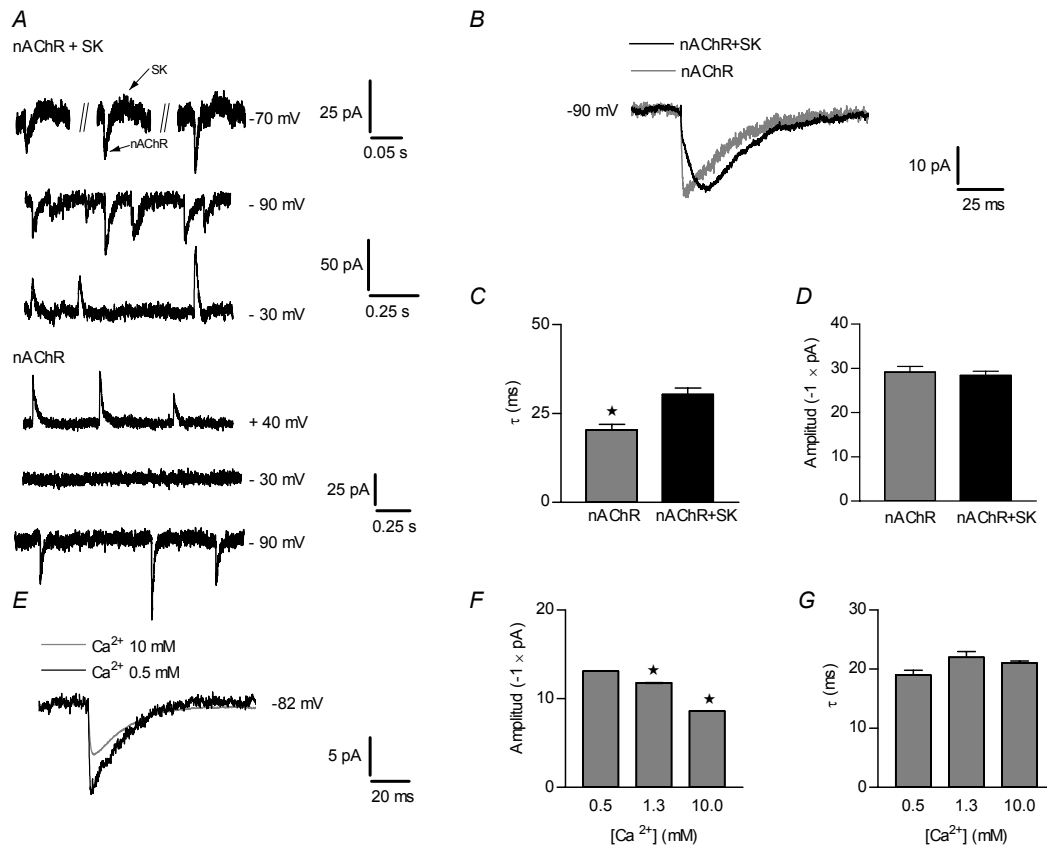 A
nAChR + SK
SK
nAChR
-70 mV
25 pA
0.05 s
- 90 mV
50 pA
0.25 s
- 30 mV
nAChR
+ 40 mV
- 30 mV
25 pA
0.25 s
- 90 mV
B
nAChR+SK
nAChR
-90 mV
10 pA
25 ms
C
50
25
0
τ (ms)
★
nAChR
nAChR+SK
D
40
30
20
10
0
Amplitud (-1 × pA)
nAChR
nAChR+SK
E
Ca2+ 10 mM
Ca2+ 0.5 mM
-82 mV
5 pA
20 ms
F
20
10
0
Amplitud (-1 × pA)
★
★
0.5
1.3
10.0
[Ca 2+] (mM)
G
30
20
10
0
τ (ms)
0.5
1.3
10.0
[Ca2+] (mM)